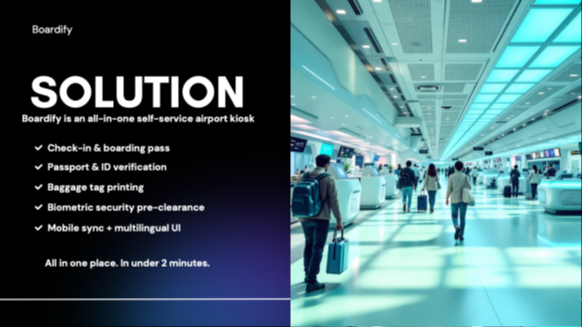 Boardify
SOLUTION
Boardify is an all-in-one self-service airport kiosk
Check-in & boarding pass
Passport & ID verification
Baggage tag printing
Biometric security pre-clearance
Mobile sync + multilingual UI
All in one place. In under 2 minutes.